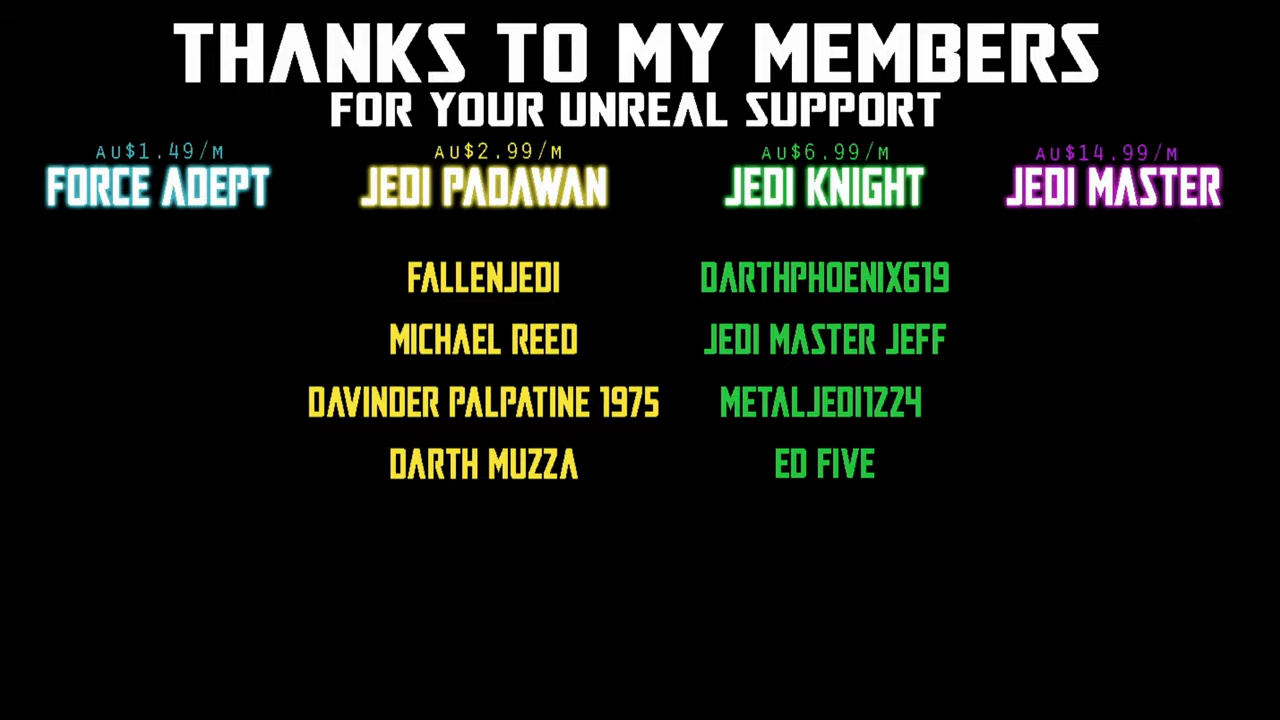 THANKS TO MY MEMBERS
FOR YOUR UNREAL SUPPORT
AU$1.49/M
FORCE ADEPT
AU$2.99/M
JEDI PADAWAN
FALLENJEDI
MICHAEL REED
DAVINDER PALPATINE 1975
DARTH MUZZA
AU$6.99/M
JEDI KNIGHT
DARTHPHOENIX619
JEDI MASTER JEFF
METALJEDI1224
ED FIVE
AU$14.99/M
JEDI MASTER